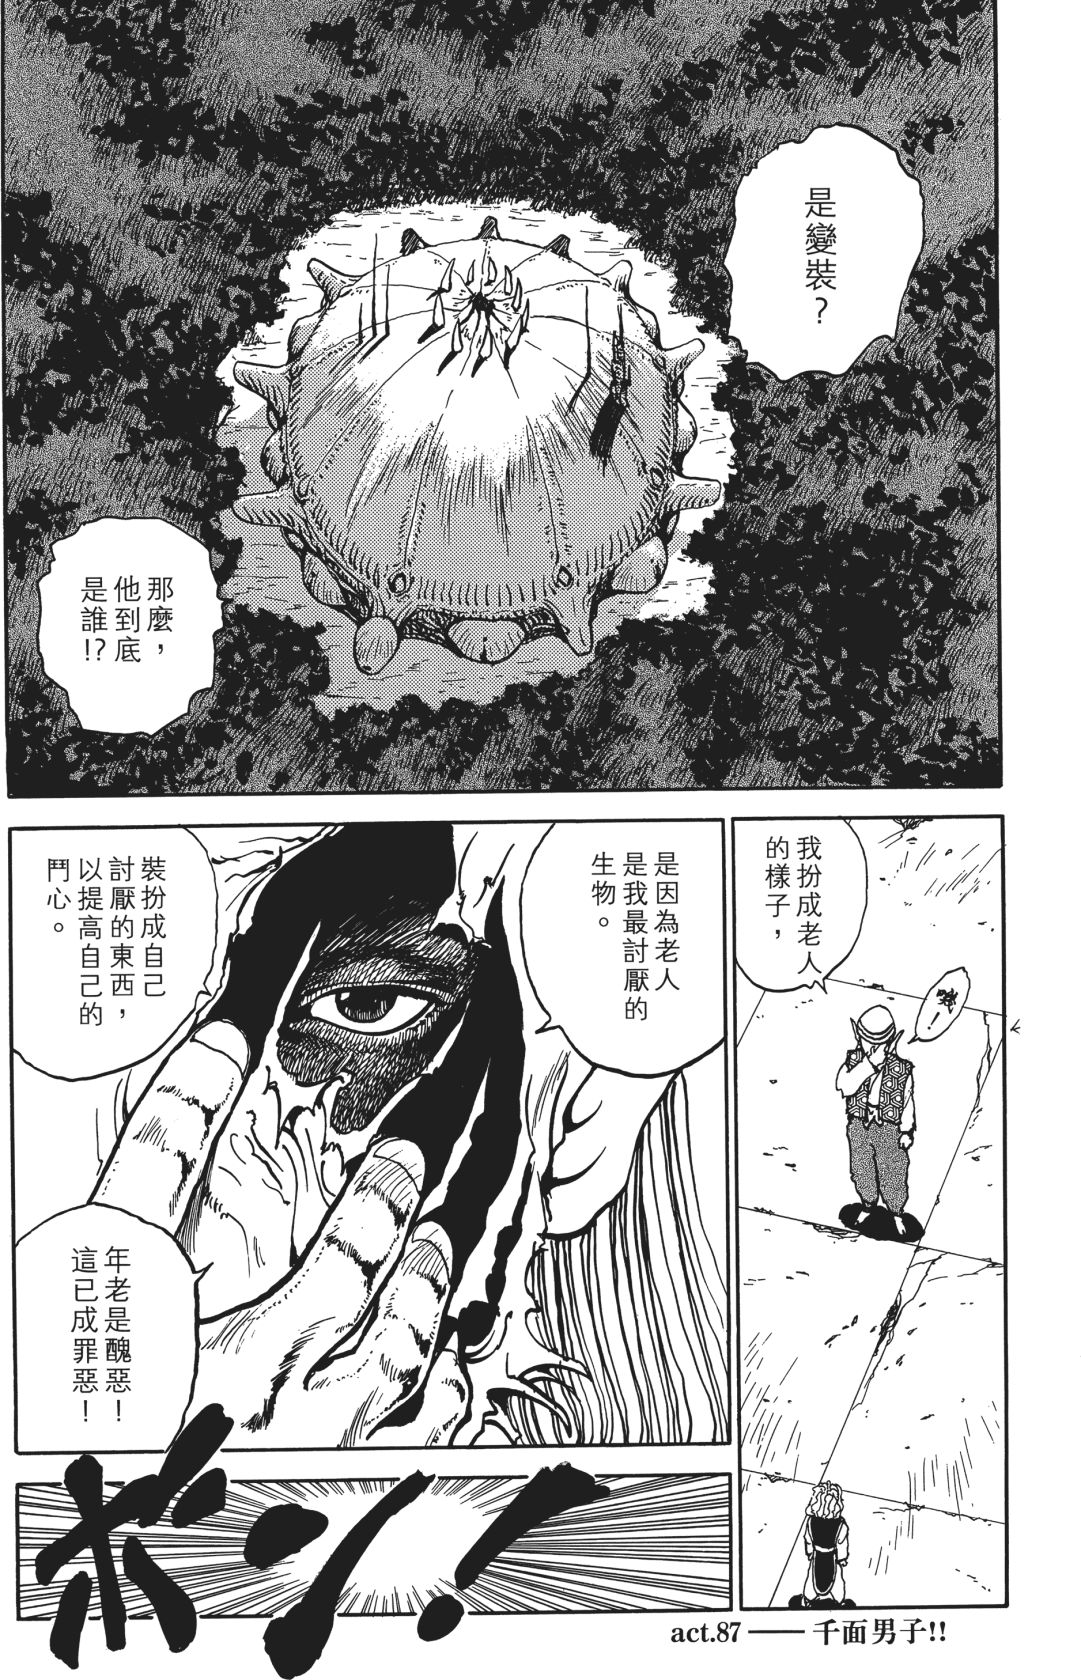 是變裝？
那麼，
他到底
是誰!?
我扮成老人
的樣子，
是因為老人
是我最討厭的
生物。
裝扮成自己
討厭的東西，
以提高自己的
鬥心。
年老是醜惡！
這已成罪惡！
ボン！
act.87——千面男子!!